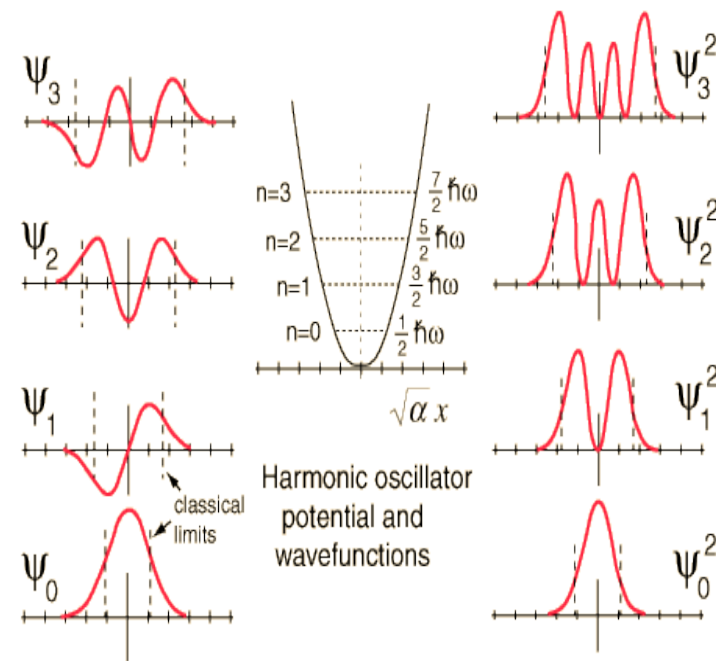 ψ₃
ψ₂
ψ₁
classical
limits
ψ₀
n=3
7/2 ℏω
n=2
5/2 ℏω
n=1
3/2 ℏω
n=0
1/2 ℏω
√α x
Harmonic oscillator
potential and
wavefunctions
ψ₃²
ψ₂²
ψ₁²
ψ₀²